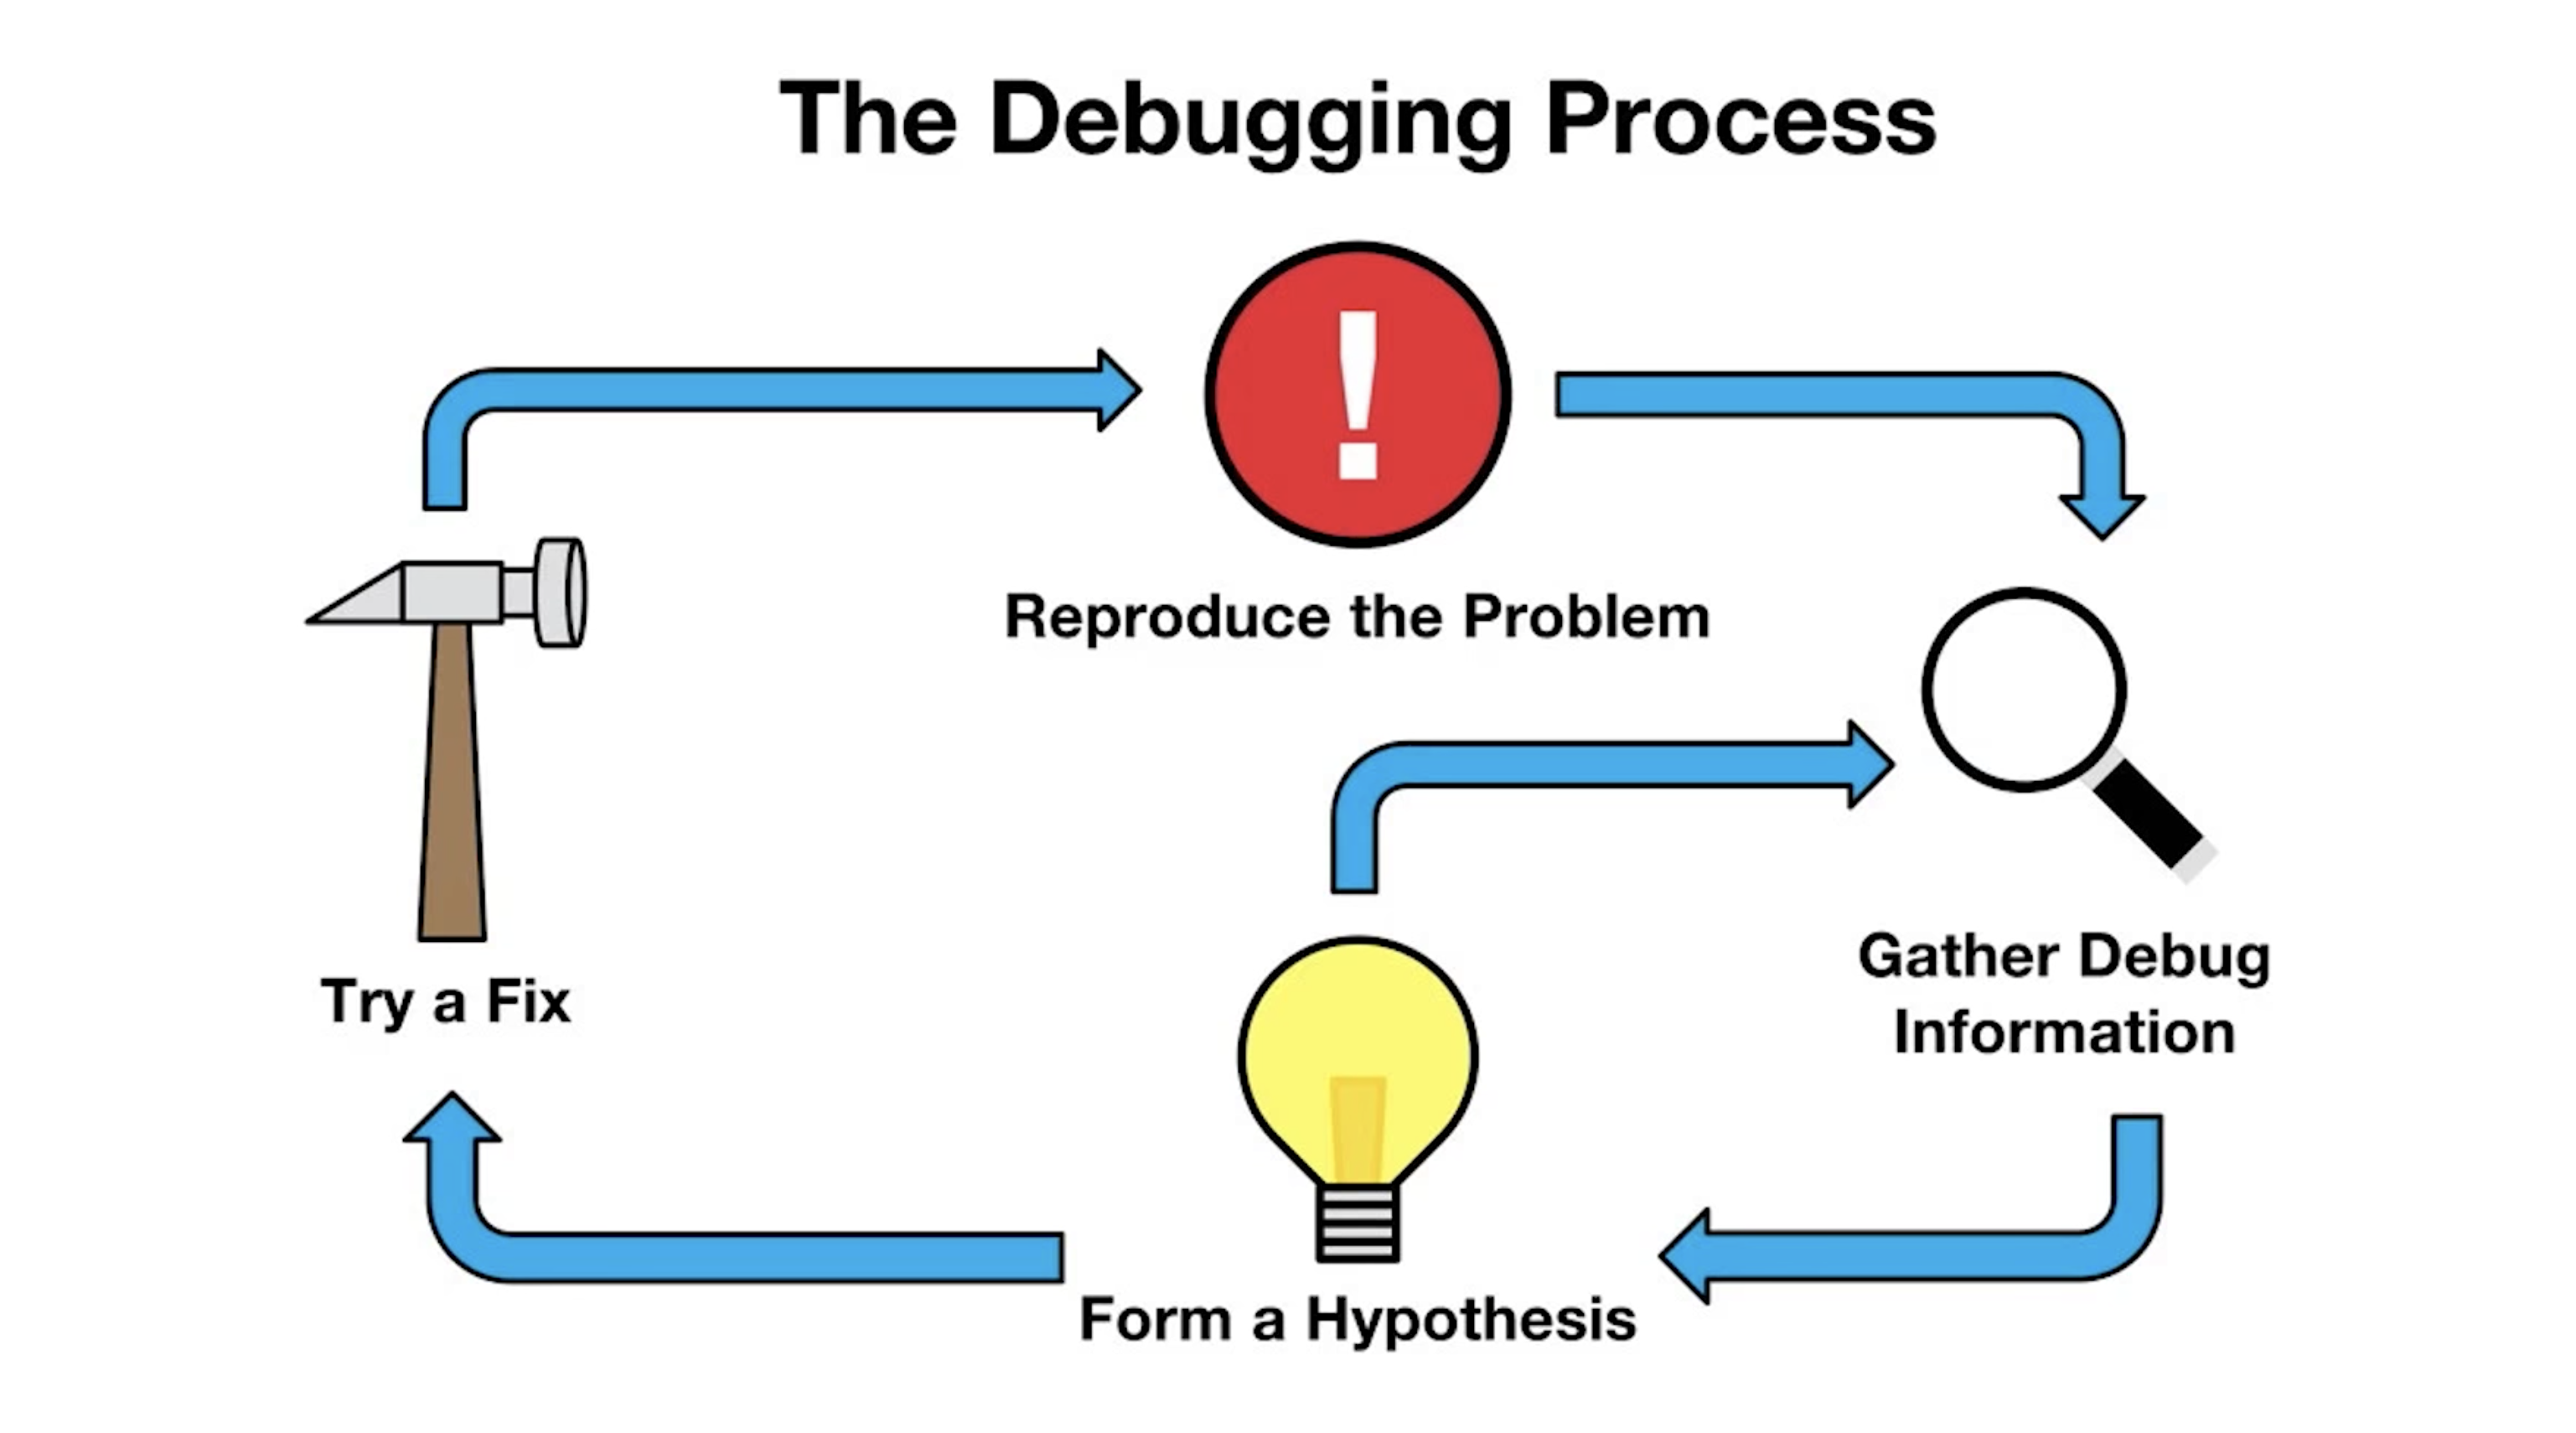 The Debugging Process
Reproduce the Problem
Gather Debug
Information
Try a Fix
Form a Hypothesis